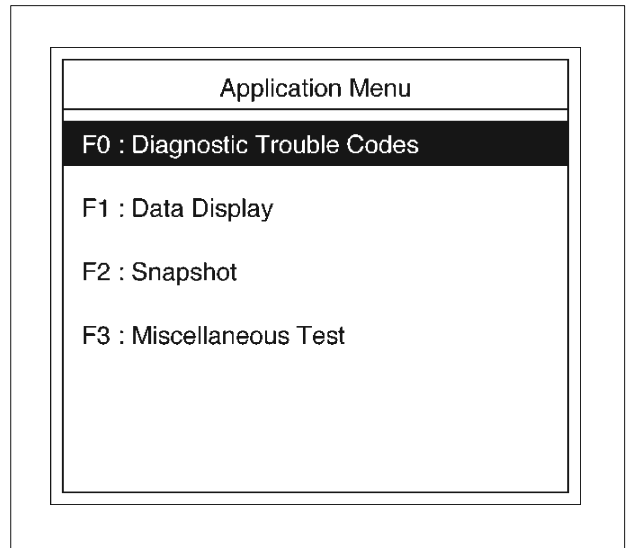 Application Menu
F0 : Diagnostic Trouble Codes
F1 : Data Display
F2 : Snapshot
F3 : Miscellaneous Test